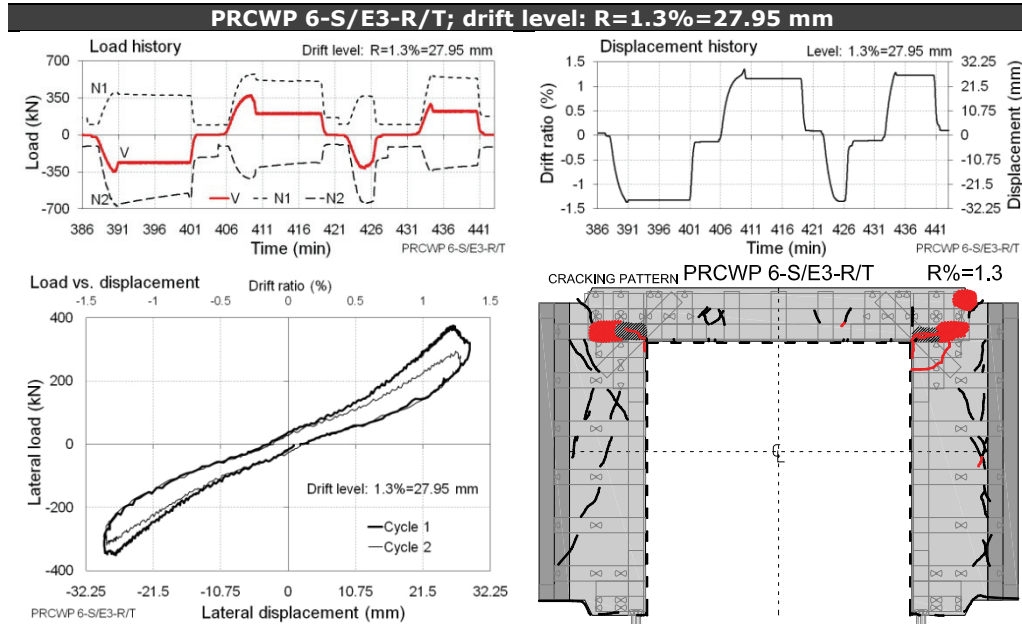 PRCWP 6-S/E3-R/T; drift level: R=1.3%=27.95 mm
Load history
Drift level: R=1.3%=27.95 mm
700
350
0
-350
-700
Load (kN)
N1
V
N2
V N1 N2
386 391 396 401 406 411 416 421 426 431 436 441
Time (min)
PRCWP 6-S/E3-R/T
Displacement history
Level: 1.3%=27.95 mm
1.5
1
0.5
0
-0.5
-1
-1.5
Drift ratio (%)
32.25
21.5
10.75
0
-10.75
-21.5
-32.25
Displacement (mm)
386 391 396 401 406 411 416 421 426 431 436 441
Time (min)
PRCWP 6-S/E3-R/T
Load vs. displacement
Drift ratio (%)
-1.5 -1 -0.5 0 0.5 1 1.5
400
200
0
-200
-400
Lateral load (kN)
Drift level: 1.3%=27.95 mm
Cycle 1
Cycle 2
-32.25 -21.5 -10.75 0 10.75 21.5 32.25
PRCWP 6-S/E3-R/T
Lateral displacement (mm)
CRACKING PATTERN PRCWP 6-S/E3-R/T R%=1.3
CL